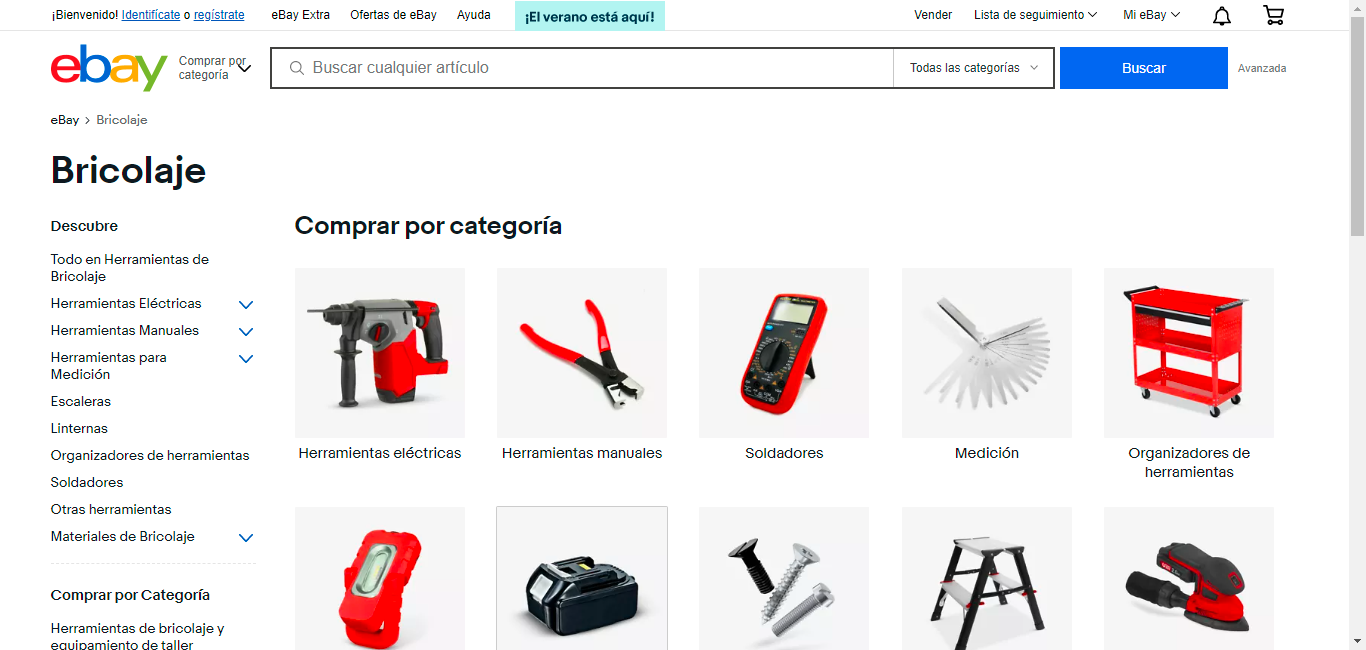 ¡Bienvenido! Identifícate o regístrate
eBay Extra
Ofertas de eBay
Ayuda
¡El verano está aquí!
Vender
Lista de seguimiento
Mi eBay
ebay
Comprar por
categoría
Buscar cualquier artículo
Todas las categorías
Buscar
Avanzada
eBay
Bricolaje
Bricolaje
Descubre
Todo en Herramientas de
Bricolaje
Herramientas Eléctricas
Herramientas Manuales
Herramientas para
Medición
Escaleras
Linternas
Organizadores de herramientas
Soldadores
Otras herramientas
Materiales de Bricolaje
Comprar por Categoría
Herramientas de bricolaje y
equipamiento de taller
Comprar por categoría
Herramientas eléctricas
Herramientas manuales
Soldadores
Medición
Organizadores de
herramientas